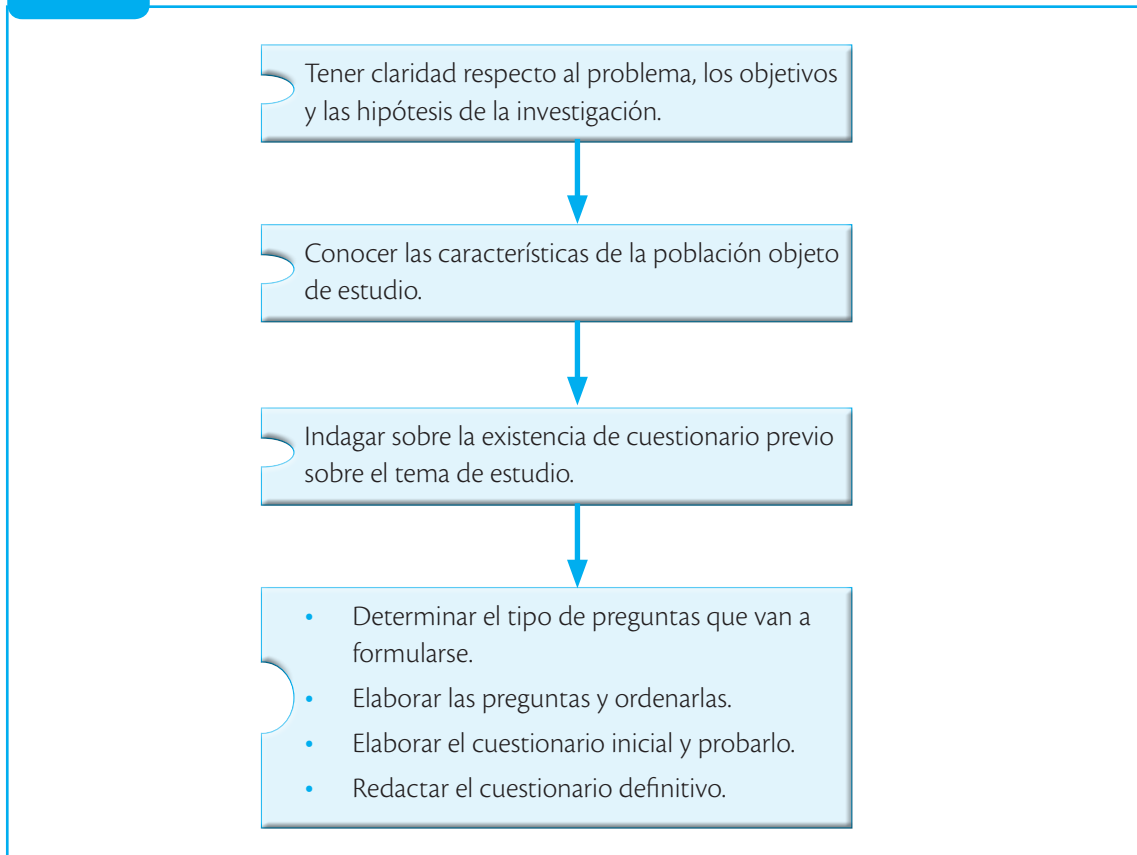 Tener claridad respecto al problema, los objetivos
y las hipótesis de la investigación.
Conocer las características de la población objeto
de estudio.
Indagar sobre la existencia de cuestionario previo
sobre el tema de estudio.
• Determinar el tipo de preguntas que van a
formularse.
• Elaborar las preguntas y ordenarlas.
• Elaborar el cuestionario inicial y probarlo.
• Redactar el cuestionario definitivo.